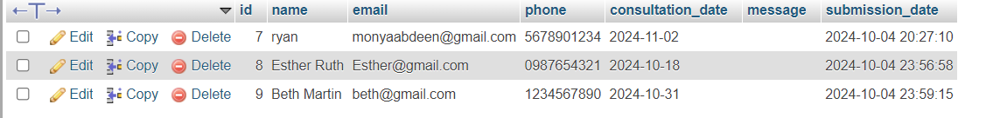 ←T→ id name email phone consultation_date message submission_date
Edit Copy Delete 7 ryan monyaabdeen@gmail.com 5678901234 2024-11-02 2024-10-04 20:27:10
Edit Copy Delete 8 Esther Ruth Esther@gmail.com 0987654321 2024-10-18 2024-10-04 23:56:58
Edit Copy Delete 9 Beth Martin beth@gmail.com 1234567890 2024-10-31 2024-10-04 23:59:15